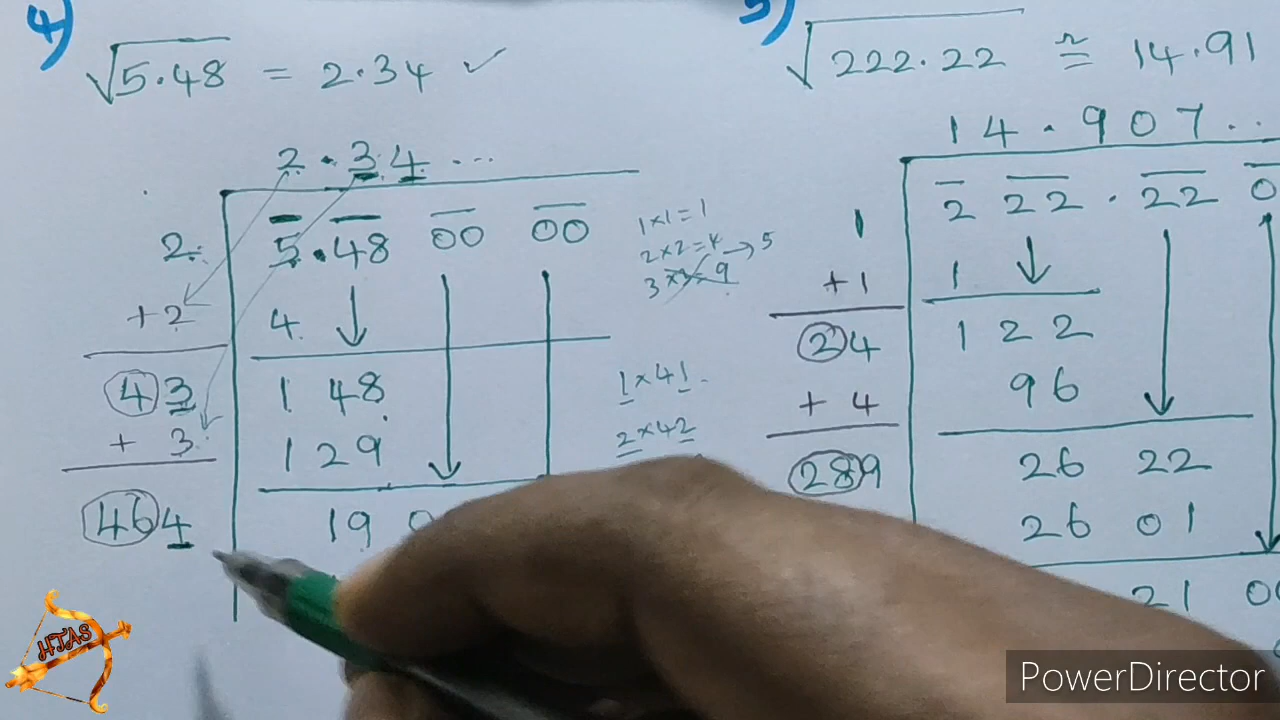 4)
√5.48 = 2.34 ✓
2.34...
2. 5.48 00 00
+2 4
43 148
+ 3. 129
464 19
1×1=1
2×2=4 → 5
3×3=9
1×41.
2×42
√222.22 ≅ 14.91
14.907..
1 2 22.22 0
+1 1
24 122
+ 4 96
289 26 22
26 01
21 00
HTAS
PowerDirector